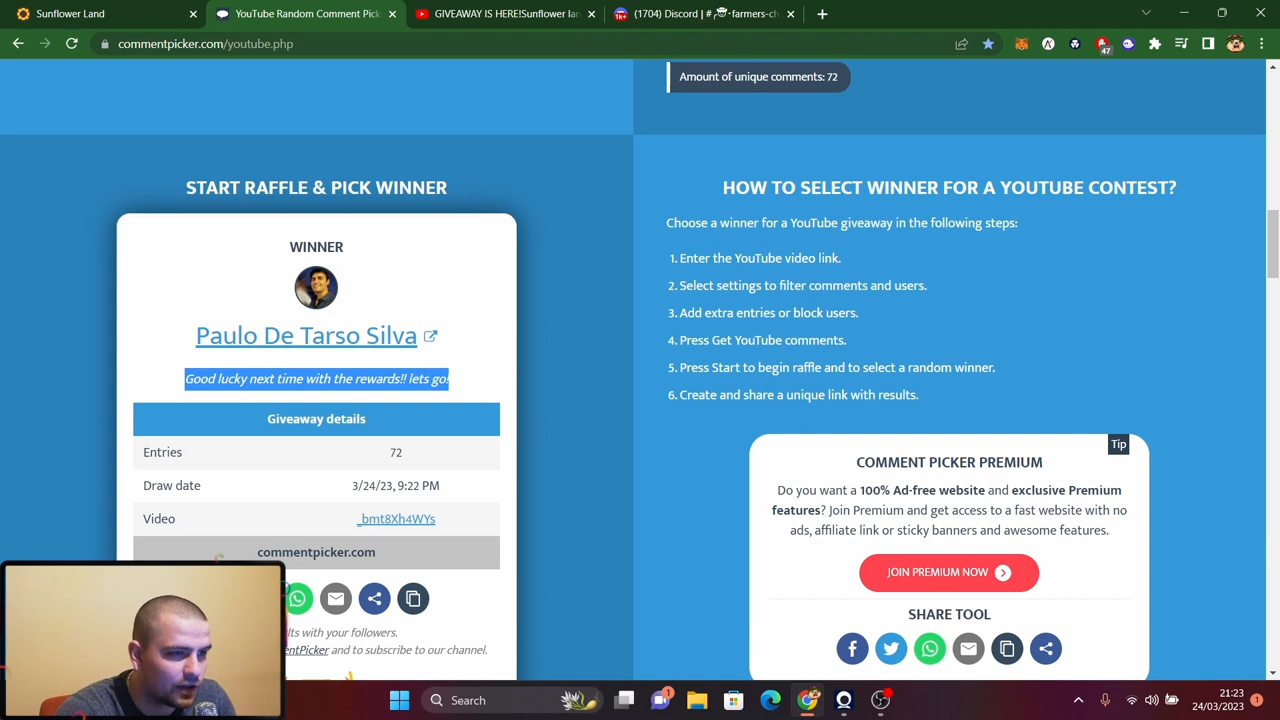 Sunflower Land
YouTube Random Comment Pick
GIVEAWAY IS HERE!Sunflower lan
(1704) Discord | #
farmers-ch
commentpicker.com/youtube.php
47
Amount of unique comments: 72
START RAFFLE & PICK WINNER
WINNER
Paulo De Tarso Silva
Good lucky next time with the rewards!! lets go!
Giveaway details
Entries 72
Draw date 3/24/23, 9:22 PM
Video _bmt8Xh4WYs
commentpicker.com
lts with your followers.
entPicker and to subscribe to our channel.
HOW TO SELECT WINNER FOR A YOUTUBE CONTEST?
Choose a winner for a YouTube giveaway in the following steps:
1. Enter the YouTube video link.
2. Select settings to filter comments and users.
3. Add extra entries or block users.
4. Press Get YouTube comments.
5. Press Start to begin raffle and to select a random winner.
6. Create and share a unique link with results.
Tip
COMMENT PICKER PREMIUM
Do you want a 100% Ad-free website and exclusive Premium
features? Join Premium and get access to a fast website with no
ads, affiliate link or sticky banners and awesome features.
JOIN PREMIUM NOW
SHARE TOOL
Search
1
21:23
24/03/2023
1